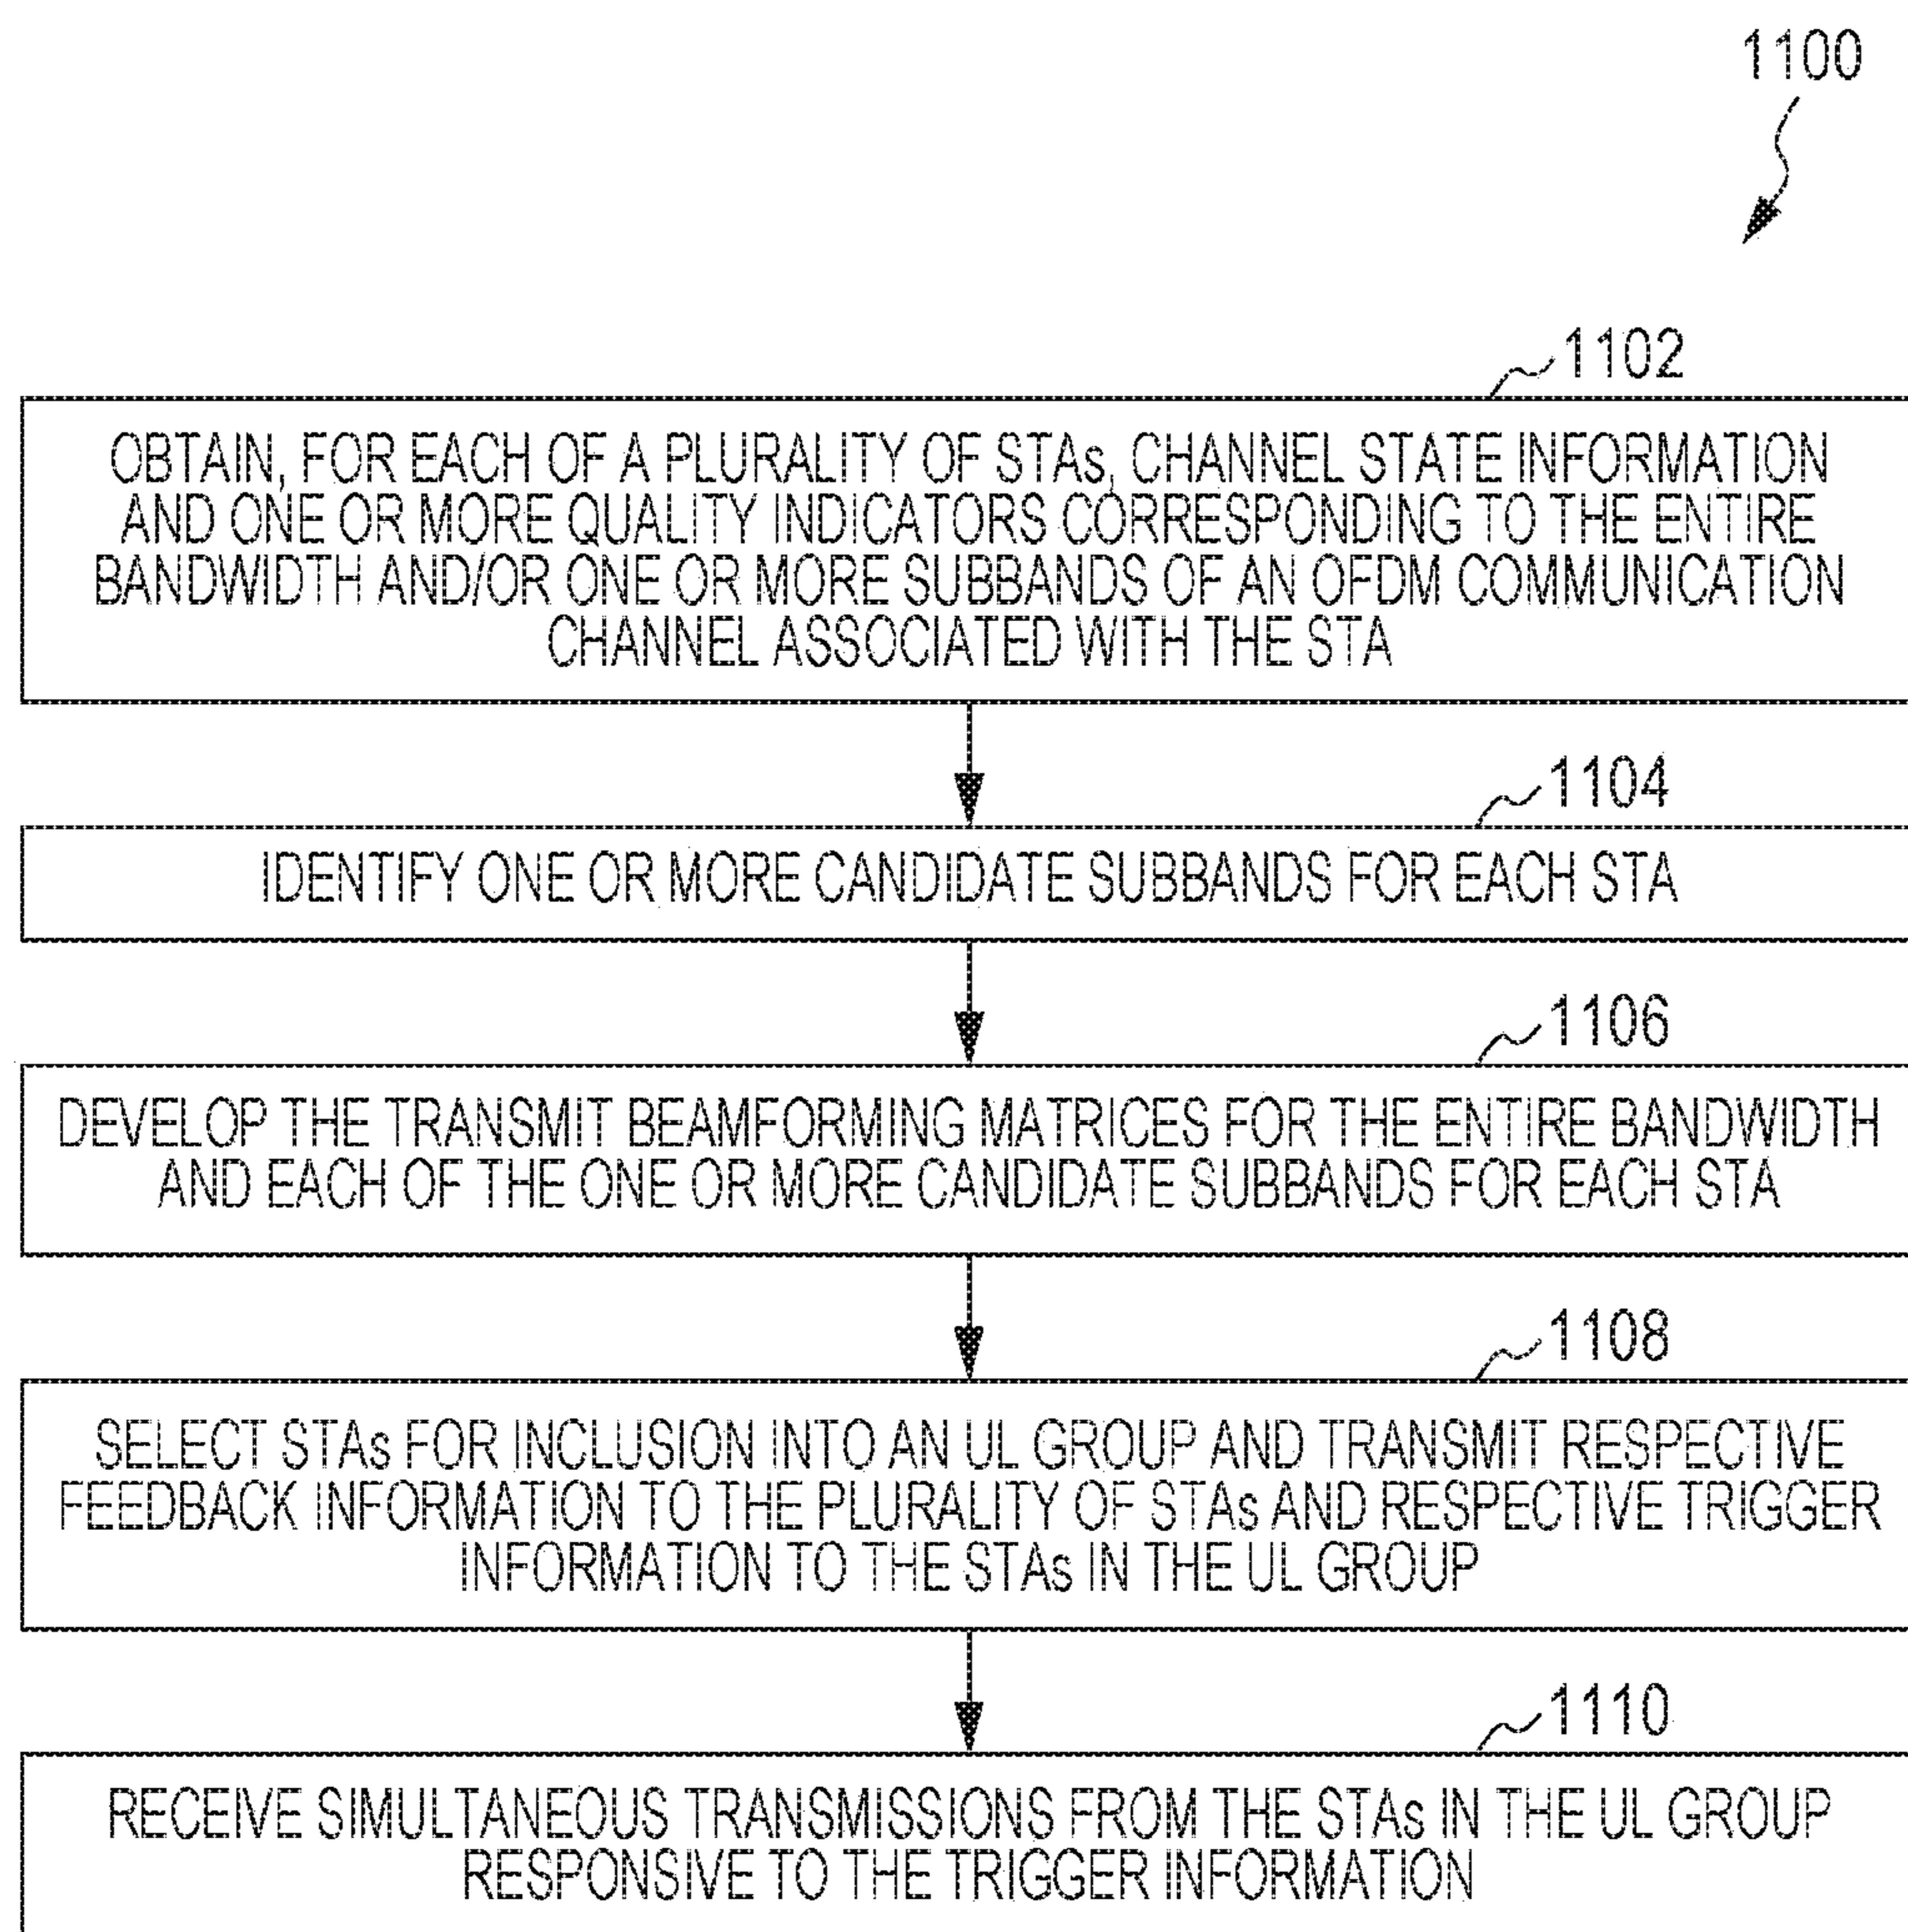 1100
1102
OBTAIN, FOR EACH OF A PLURALITY OF STAs, CHANNEL STATE INFORMATION
AND ONE OR MORE QUALITY INDICATORS CORRESPONDING TO THE ENTIRE
BANDWIDTH AND/OR ONE OR MORE SUBBANDS OF AN OFDM COMMUNICATION
CHANNEL ASSOCIATED WITH THE STA
1104
IDENTIFY ONE OR MORE CANDIDATE SUBBANDS FOR EACH STA
1106
DEVELOP THE TRANSMIT BEAMFORMING MATRICES FOR THE ENTIRE BANDWIDTH
AND EACH OF THE ONE OR MORE CANDIDATE SUBBANDS FOR EACH STA
1108
SELECT STAs FOR INCLUSION INTO AN UL GROUP AND TRANSMIT RESPECTIVE
FEEDBACK INFORMATION TO THE PLURALITY OF STAs AND RESPECTIVE TRIGGER
INFORMATION TO THE STAs IN THE UL GROUP
1110
RECEIVE SIMULTANEOUS TRANSMISSIONS FROM THE STAs IN THE UL GROUP
RESPONSIVE TO THE TRIGGER INFORMATION